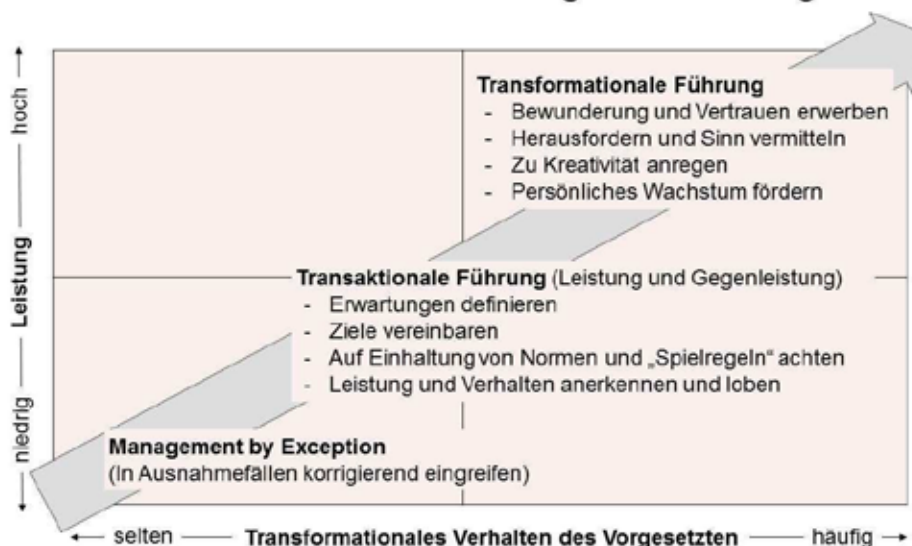 Transformationale Führung
- Bewunderung und Vertrauen erwerben
- Herausfordern und Sinn vermitteln
- Zu Kreativität anregen
- Persönliches Wachstum fördern
Transaktionale Führung (Leistung und Gegenleistung)
- Erwartungen definieren
- Ziele vereinbaren
- Auf Einhaltung von Normen und „Spielregeln“ achten
- Leistung und Verhalten anerkennen und loben
Management by Exception
(In Ausnahmefällen korrigierend eingreifen)
niedrig Leistung hoch
selten Transformationales Verhalten des Vorgesetzten häufig